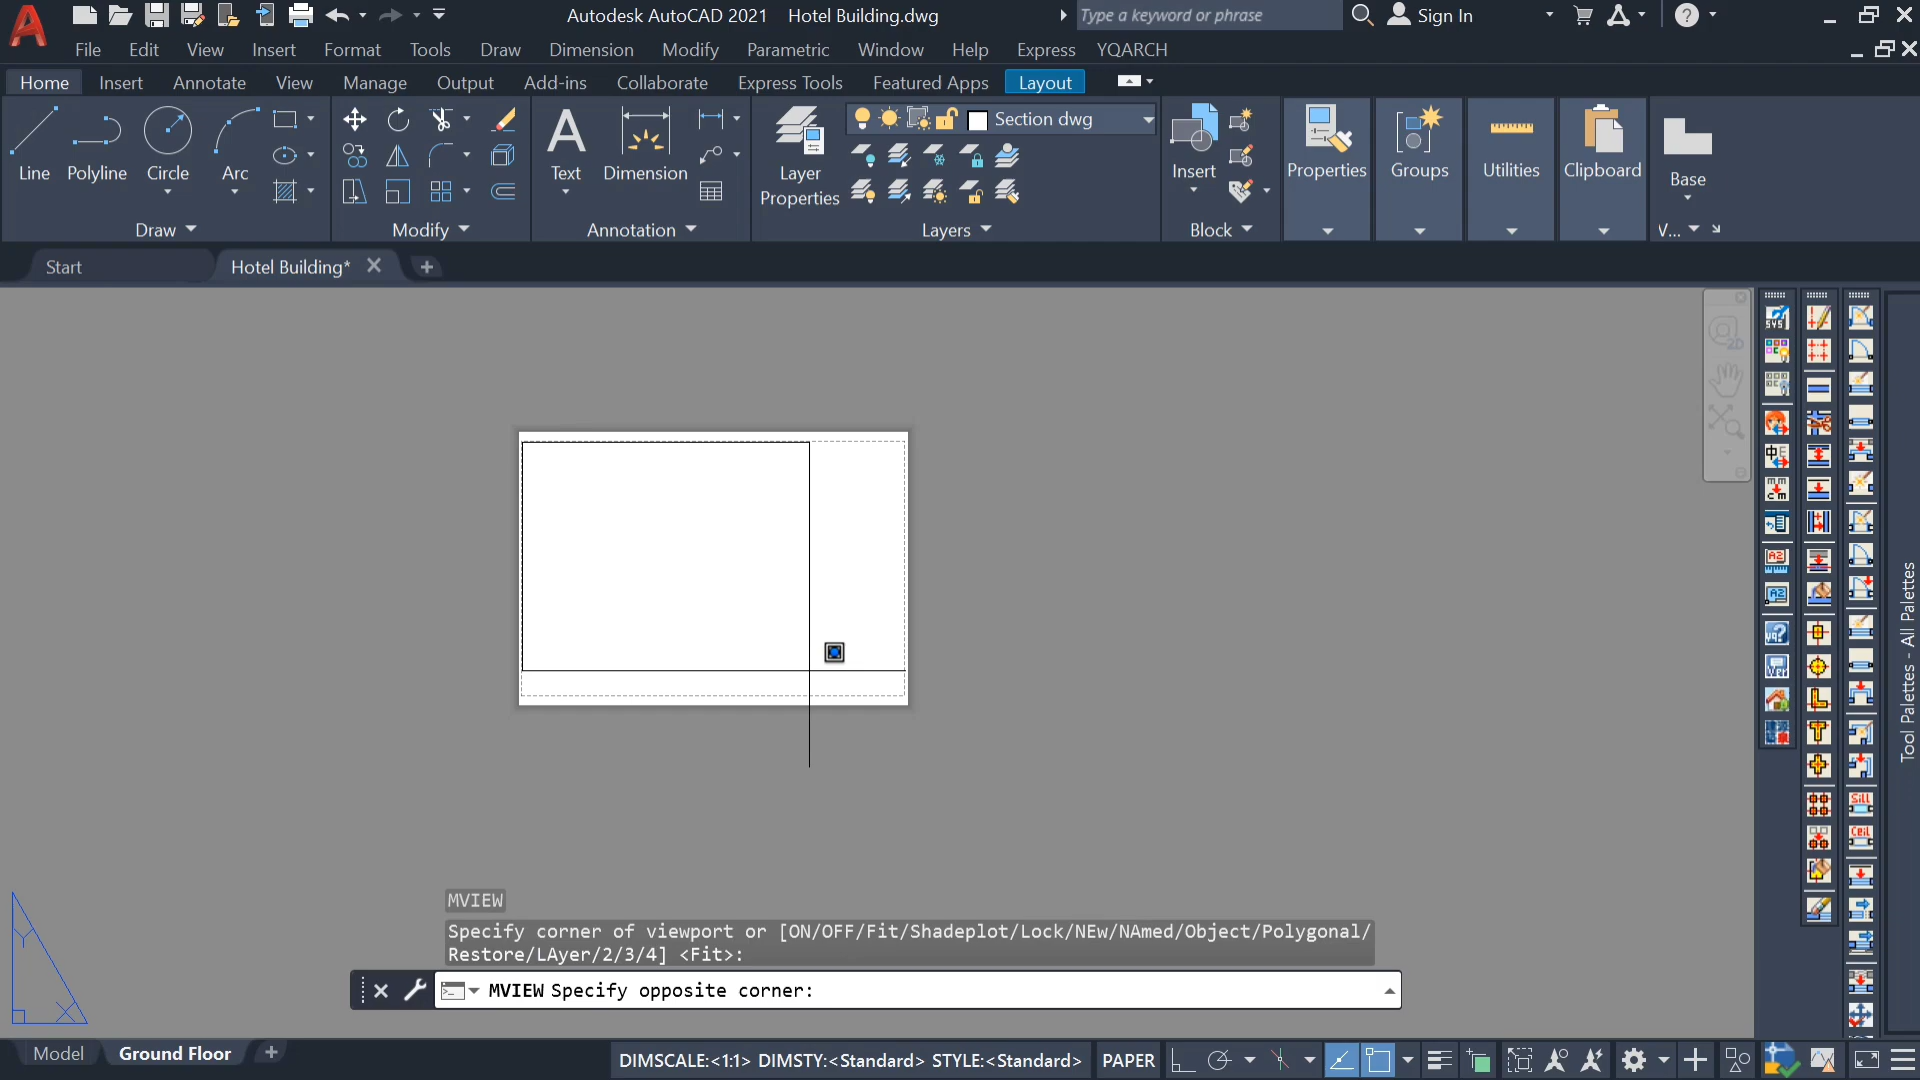 Autodesk AutoCAD 2021 Hotel Building.dwg
Type a keyword or phrase
Sign In
File Edit View Insert Format Tools Draw Dimension Modify Parametric Window Help Express YQARCH
Home Insert Annotate View Manage Output Add-ins Collaborate Express Tools Featured Apps Layout
Section dwg
Line Polyline Circle Arc
Text Dimension
Layer Properties
Insert
Properties Groups Utilities Clipboard Base
Draw Modify Annotation Layers Block V...
Start Hotel Building*
2D
Tool Palettes - All Palettes
MVIEW
Specify corner of viewport or [ON/OFF/Fit/Shadeplot/Lock/NEw/NAmed/Object/Polygonal/
Restore/LAyer/2/3/4] <Fit>:
MVIEW Specify opposite corner:
Y
X
Model Ground Floor
DIMSCALE:<1:1> DIMSTY:<Standard> STYLE:<Standard> PAPER